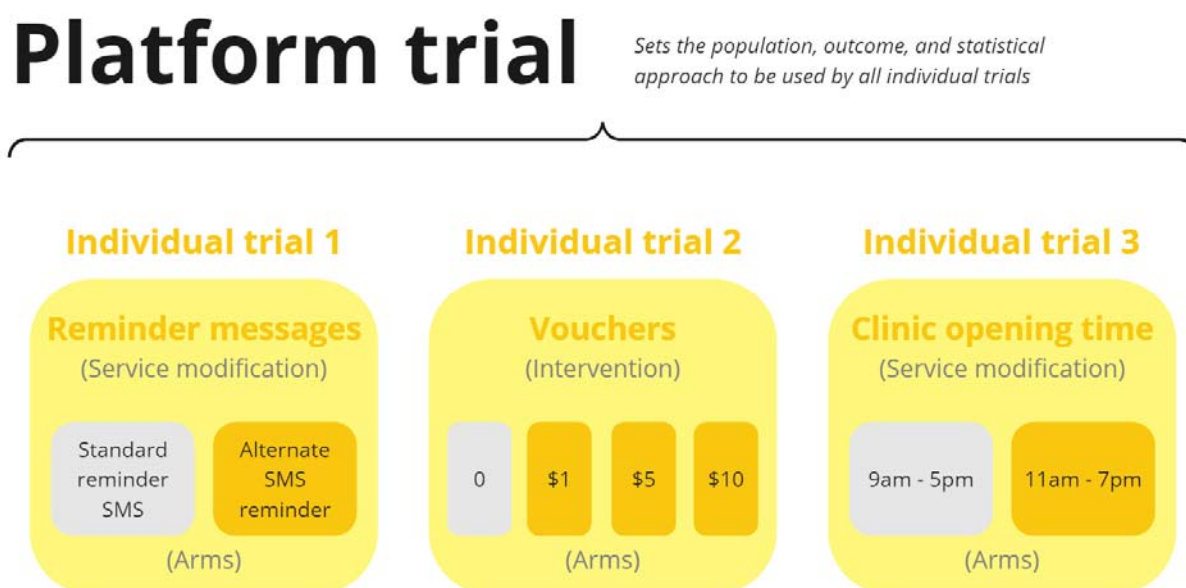 Platform trial
Sets the population, outcome, and statistical
approach to be used by all individual trials
Individual trial 1
Reminder messages
(Service modification)
Standard
reminder
SMS
Alternate
SMS
reminder
(Arms)
Individual trial 2
Vouchers
(Intervention)
0
$1
$5
$10
(Arms)
Individual trial 3
Clinic opening time
(Service modification)
9am - 5pm
11am - 7pm
(Arms)